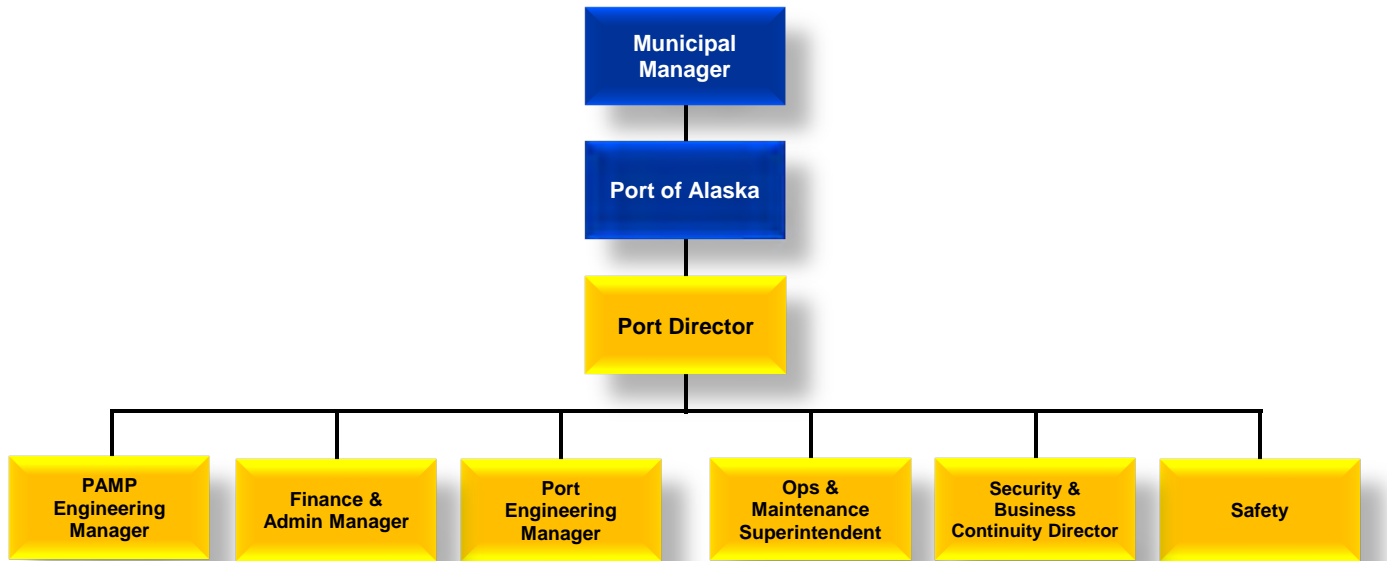 Municipal
Manager
Port of Alaska
Port Director
PAMP
Engineering
Manager
Finance &
Admin Manager
Port
Engineering
Manager
Ops &
Maintenance
Superintendent
Security &
Business
Continuity Director
Safety